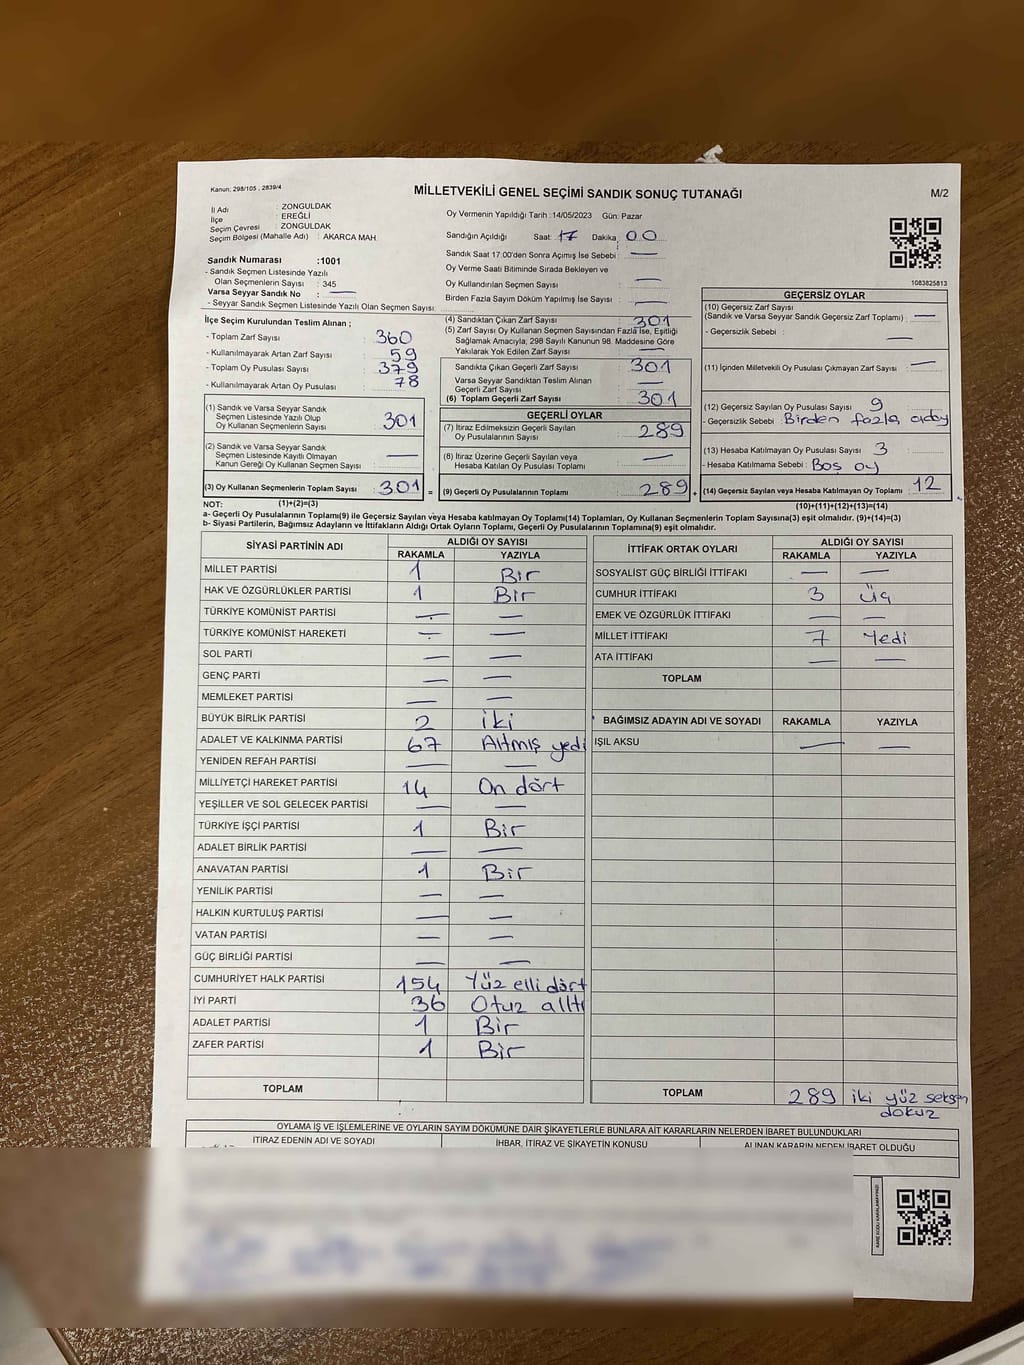 Kanun: 298/105 , 2839/4
MİLLETVEKİLİ GENEL SEÇİMİ SANDIK SONUÇ TUTANAĞI
M/2
İl Adı : ZONGULDAK
İlçe : EREĞLİ
Seçim Çevresi : ZONGULDAK
Seçim Bölgesi (Mahalle Adı) : AKARCA MAH.
Oy Vermenin Yapıldığı Tarih :14/05/2023 Gün: Pazar
Sandığın Açıldığı Saat: 17 Dakika: 00
Sandık Saat 17:00'den Sonra Açımış İse Sebebi: —
Oy Verme Saati Bitiminde Sırada Bekleyen ve
Oy Kullandırılan Seçmen Sayısı —
Birden Fazla Sayım Döküm Yapılmış İse Sayısı —
1083825813
Sandık Numarası :1001
- Sandık Seçmen Listesinde Yazılı
Olan Seçmenlerin Sayısı : 345
Varsa Seyyar Sandık No : —
- Seyyar Sandık Seçmen Listesinde Yazılı Olan Seçmen Sayısı:
İlçe Seçim Kurulundan Teslim Alınan ;
- Toplam Zarf Sayısı 360
- Kullanılmayarak Artan Zarf Sayısı 59
- Toplam Oy Pusulası Sayısı 379
- Kullanılmayarak Artan Oy Pusulası 78
(1) Sandık ve Varsa Seyyar Sandık
Seçmen Listesinde Yazılı Olup
Oy Kullanan Seçmenlerin Sayısı 301
(2) Sandık ve Varsa Seyyar Sandık
Seçmen Listesinde Kayıtlı Olmayan
Kanun Gereği Oy Kullanan Seçmen Sayısı —
(3) Oy Kullanan Seçmenlerin Toplam Sayısı 301 =
(4) Sandıktan Çıkan Zarf Sayısı 301
(5) Zarf Sayısı Oy Kullanan Seçmen Sayısından Fazla İse, Eşitliği
Sağlamak Amacıyla, 298 Sayılı Kanunun 98. Maddesine Göre
Yakılarak Yok Edilen Zarf Sayısı —
Sandıkta Çıkan Geçerli Zarf Sayısı 301
Varsa Seyyar Sandıktan Teslim Alınan
Geçerli Zarf Sayısı —
(6) Toplam Geçerli Zarf Sayısı 301
GEÇERLİ OYLAR
(7) İtiraz Edilmeksizin Geçerli Sayılan
Oy Pusulalarının Sayısı 289
(8) İtiraz Üzerine Geçerli Sayılan veya
Hesaba Katılan Oy Pusulası Toplamı —
(9) Geçerli Oy Pusulalarının Toplamı 289 +
GEÇERSİZ OYLAR
(10) Geçersiz Zarf Sayısı
(Sandık ve Varsa Seyyar Sandık Geçersiz Zarf Toplamı) —
- Geçersizlik Sebebi : —
(11) İçinden Milletvekili Oy Pusulası Çıkmayan Zarf Sayısı —
(12) Geçersiz Sayılan Oy Pusulası Sayısı 9
- Geçersizlik Sebebi : Birden fazla aday
(13) Hesaba Katılmayan Oy Pusulası Sayısı 3
- Hesaba Katılmama Sebebi : Boş oy
(14) Geçersiz Sayılan veya Hesaba Katılmayan Oy Toplamı 12
NOT: (1)+(2)=(3) (10)+(11)+(12)+(13)=(14)
a- Geçerli Oy Pusulalarının Toplamı(9) ile Geçersiz Sayılan veya Hesaba katılmayan Oy Toplamı(14) Toplamları, Oy Kullanan Seçmenlerin Toplam Sayısına(3) eşit olmalıdır. (9)+(14)=(3)
b- Siyasi Partilerin, Bağımsız Adayların ve İttifakların Aldığı Ortak Oyların Toplamı, Geçerli Oy Pusulalarının Toplamına(9) eşit olmalıdır.
SİYASİ PARTİNİN ADI ALDIĞI OY SAYISI
RAKAMLA YAZIYLA
MİLLET PARTİSİ 1 Bir
HAK VE ÖZGÜRLÜKLER PARTİSİ 1 Bir
TÜRKİYE KOMÜNİST PARTİSİ — —
TÜRKİYE KOMÜNİST HAREKETİ — —
SOL PARTİ — —
GENÇ PARTİ — —
MEMLEKET PARTİSİ — —
BÜYÜK BİRLİK PARTİSİ 2 iki
ADALET VE KALKINMA PARTİSİ 67 Altmış yedi
YENİDEN REFAH PARTİSİ — —
MİLLİYETÇİ HAREKET PARTİSİ 14 On dört
YEŞİLLER VE SOL GELECEK PARTİSİ — —
TÜRKİYE İŞÇİ PARTİSİ 1 Bir
ADALET BİRLİK PARTİSİ — —
ANAVATAN PARTİSİ 1 Bir
YENİLİK PARTİSİ — —
HALKIN KURTULUŞ PARTİSİ — —
VATAN PARTİSİ — —
GÜÇ BİRLİĞİ PARTİSİ — —
CUMHURİYET HALK PARTİSİ 154 Yüz elli dört
İYİ PARTİ 36 Otuz alltı
ADALET PARTİSİ 1 Bir
ZAFER PARTİSİ 1 Bir
TOPLAM
İTTİFAK ORTAK OYLARI ALDIĞI OY SAYISI
RAKAMLA YAZIYLA
SOSYALİST GÜÇ BİRLİĞİ İTTİFAKI — —
CUMHUR İTTİFAKI 3 Üç
EMEK VE ÖZGÜRLÜK İTTİFAKI — —
MİLLET İTTİFAKI 7 Yedi
ATA İTTİFAKI — —
TOPLAM
BAĞIMSIZ ADAYIN ADI VE SOYADI RAKAMLA YAZIYLA
IŞIL AKSU — —
TOPLAM 289 iki yüz seksen
dokuz
OYLAMA İŞ VE İŞLEMLERİNE VE OYLARIN SAYIM DÖKÜMÜNE DAİR ŞİKAYETLERLE BUNLARA AİT KARARLARIN NELERDEN İBARET BULUNDUKLARI
İTİRAZ EDENİN ADI VE SOYADI İHBAR, İTİRAZ VE ŞİKAYETİN KONUSU ALINAN KARARIN NEDEN İBARET OLDUĞU
KARE KODU KARALAMAYINIZ!